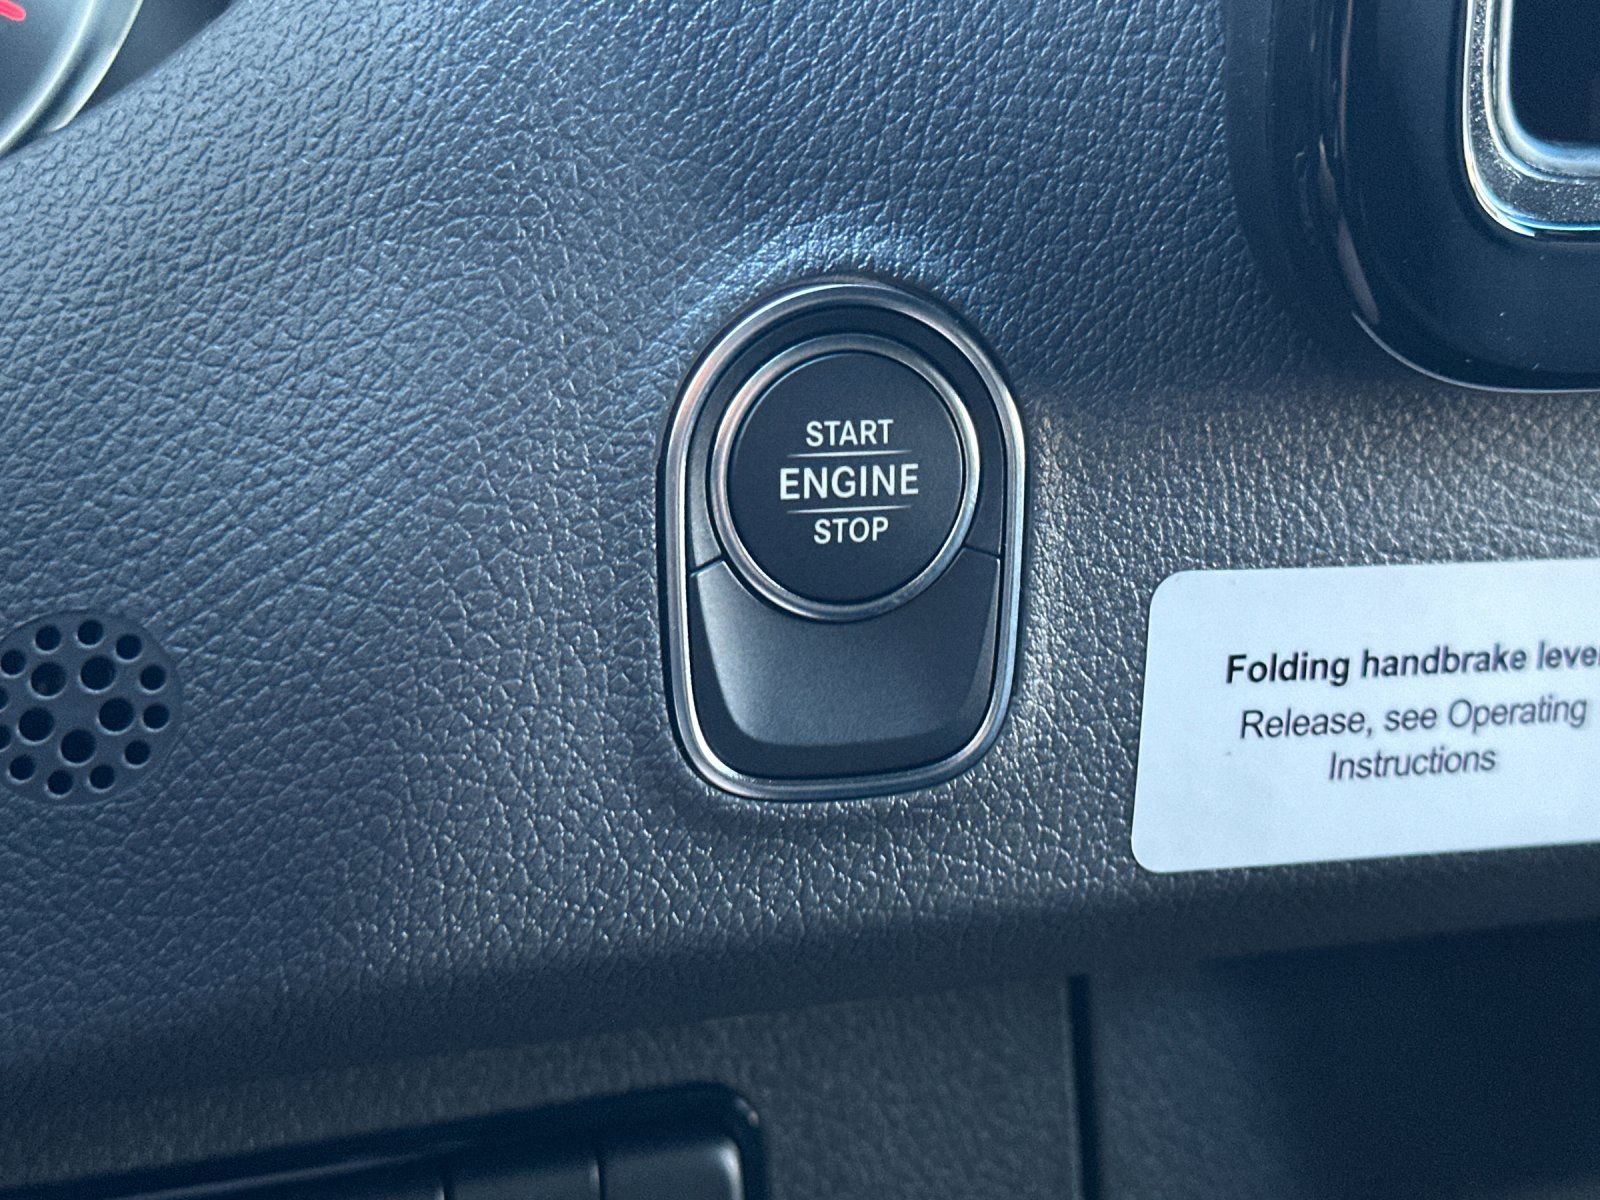 START
ENGINE
STOP
Folding handbrake lever
Release, see Operating
Instructions